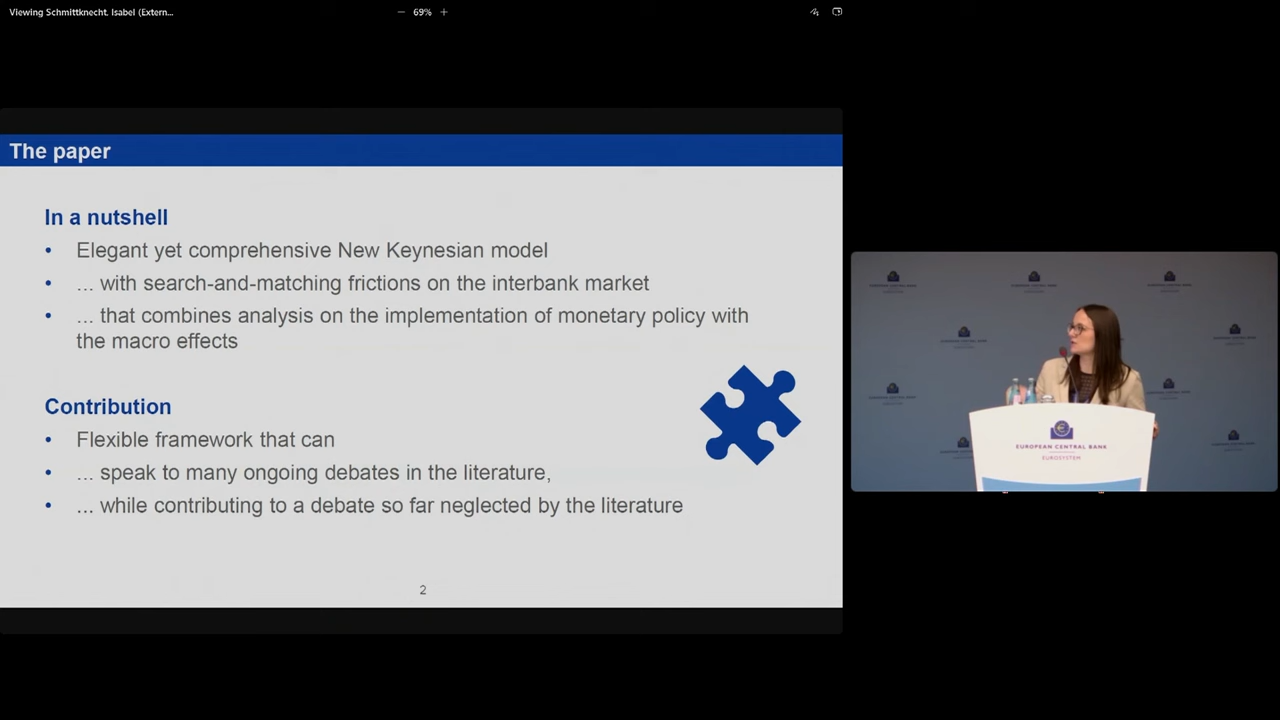 Viewing Schmittknecht, Isabel (Extern...
— 69% +
The paper
In a nutshell
• Elegant yet comprehensive New Keynesian model
• ... with search-and-matching frictions on the interbank market
• ... that combines analysis on the implementation of monetary policy with
the macro effects
Contribution
• Flexible framework that can
• ... speak to many ongoing debates in the literature,
• ... while contributing to a debate so far neglected by the literature
2
EUROPEAN CENTRAL BANK
EUROSYSTEM